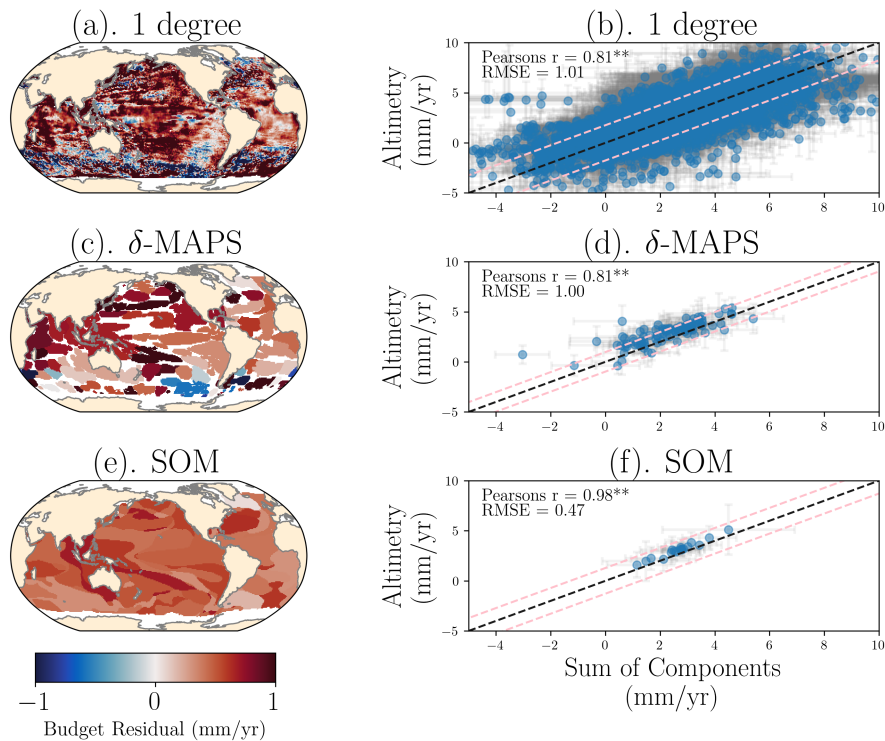 (a). 1 degree
(b). 1 degree
Pearsons r = 0.81**
RMSE = 1.01
Altimetry
(mm/yr)
10
5
0
−5
−4
−2
0
2
4
6
8
10
(c). δ-MAPS
(d). δ-MAPS
Pearsons r = 0.81**
RMSE = 1.00
Altimetry
(mm/yr)
10
5
0
−5
−4
−2
0
2
4
6
8
10
(e). SOM
(f). SOM
Pearsons r = 0.98**
RMSE = 0.47
Altimetry
(mm/yr)
10
5
0
−5
−4
−2
0
2
4
6
8
10
Sum of Components
(mm/yr)
−1
0
1
Budget Residual (mm/yr)